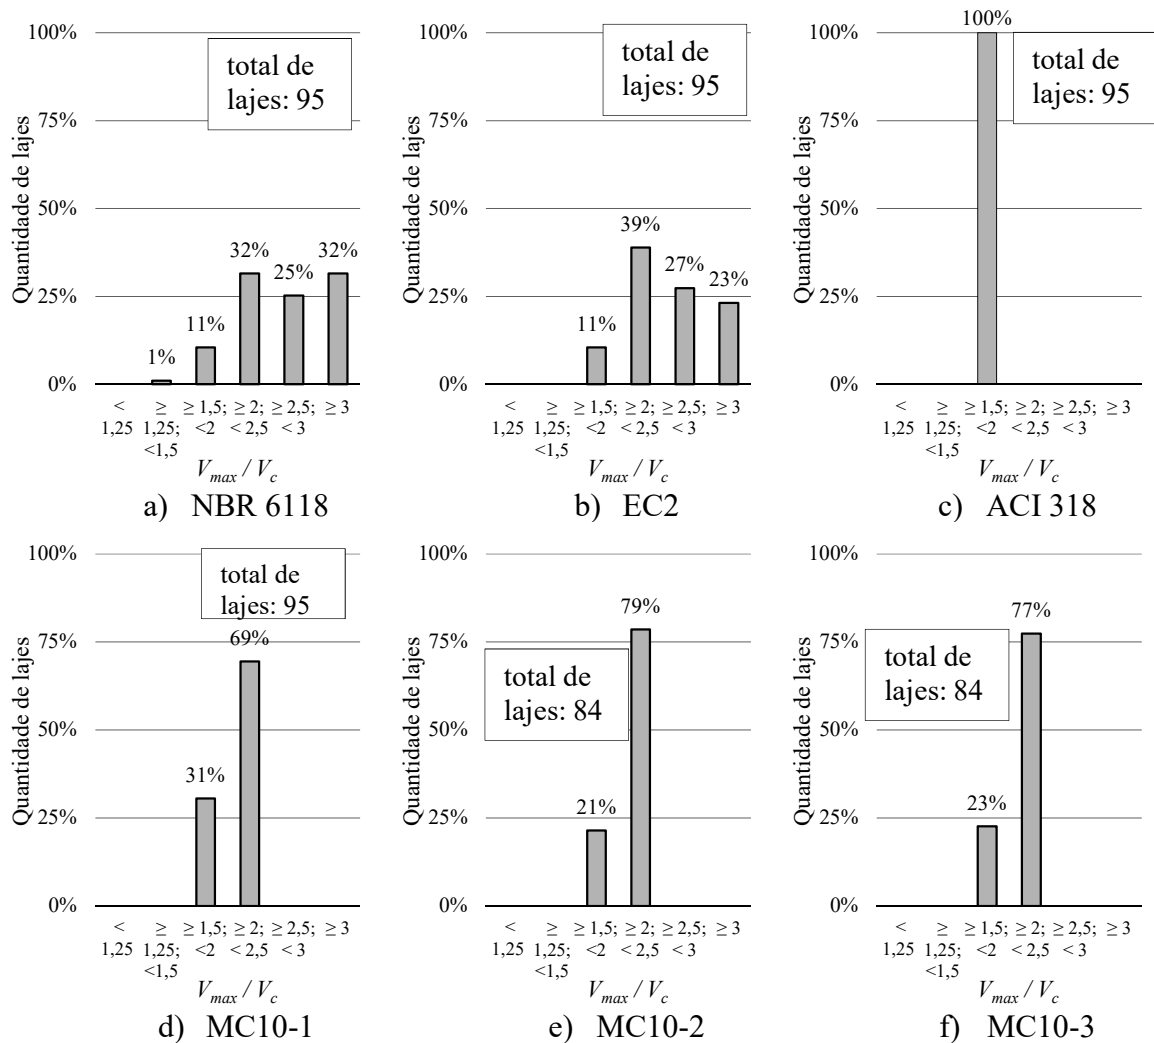 100%
75%
50%
25%
0%
Quantidade de lajes
total de
lajes: 95
1%
11%
32%
25%
32%
< ≥ ≥ 1,5; ≥ 2; ≥ 2,5; ≥ 3
1,25 1,25; <2 < 2,5 < 3
<1,5
V_max / V_c
a) NBR 6118
100%
75%
50%
25%
0%
Quantidade de lajes
total de
lajes: 95
11%
39%
27%
23%
< ≥ ≥ 1,5; ≥ 2; ≥ 2,5; ≥ 3
1,25 1,25; <2 < 2,5 < 3
<1,5
V_max / V_c
b) EC2
100%
75%
50%
25%
0%
Quantidade de lajes
100%
total de
lajes: 95
< ≥ ≥ 1,5; ≥ 2; ≥ 2,5; ≥ 3
1,25 1,25; <2 < 2,5 < 3
<1,5
V_max / V_c
c) ACI 318
100%
75%
50%
25%
0%
Quantidade de lajes
total de
lajes: 95
31%
69%
< ≥ ≥ 1,5; ≥ 2; ≥ 2,5; ≥ 3
1,25 1,25; <2 < 2,5 < 3
<1,5
V_max / V_c
d) MC10-1
100%
75%
50%
25%
0%
Quantidade de lajes
total de
lajes: 84
21%
79%
< ≥ ≥ 1,5; ≥ 2; ≥ 2,5; ≥ 3
1,25 1,25; <2 < 2,5 < 3
<1,5
V_max / V_c
e) MC10-2
100%
75%
50%
25%
0%
Quantidade de lajes
total de
lajes: 84
23%
77%
< ≥ ≥ 1,5; ≥ 2; ≥ 2,5; ≥ 3
1,25 1,25; <2 < 2,5 < 3
<1,5
V_max / V_c
f) MC10-3